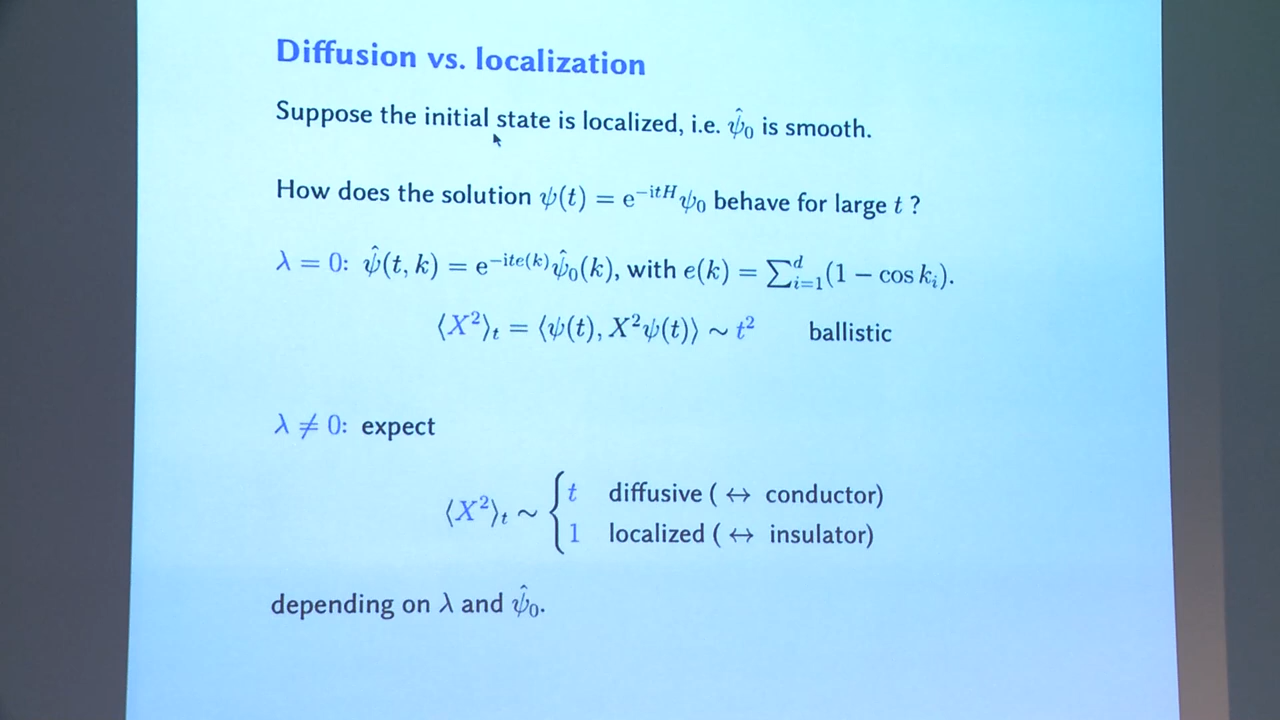 Diffusion vs. localization
Suppose the initial state is localized, i.e. ψ̂₀ is smooth.
How does the solution ψ(t) = e^{−itH}ψ₀ behave for large t ?
λ = 0: ψ̂(t, k) = e^{−ite(k)}ψ̂₀(k), with e(k) = ∑_{i=1}^{d}(1 − cos k_i).
⟨X²⟩_t = ⟨ψ(t), X²ψ(t)⟩ ∼ t² ballistic
λ ≠ 0: expect
⟨X²⟩_t ∼ { t diffusive ( ↔ conductor)
1 localized ( ↔ insulator)
depending on λ and ψ̂₀.